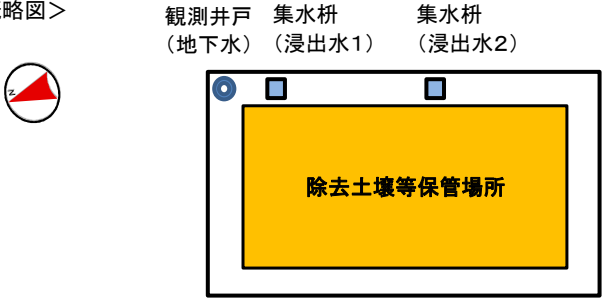 略図＞
観測井戸 集水枡 集水枡
（地下水）（浸出水1）（浸出水2）
N
除去土壌等保管場所